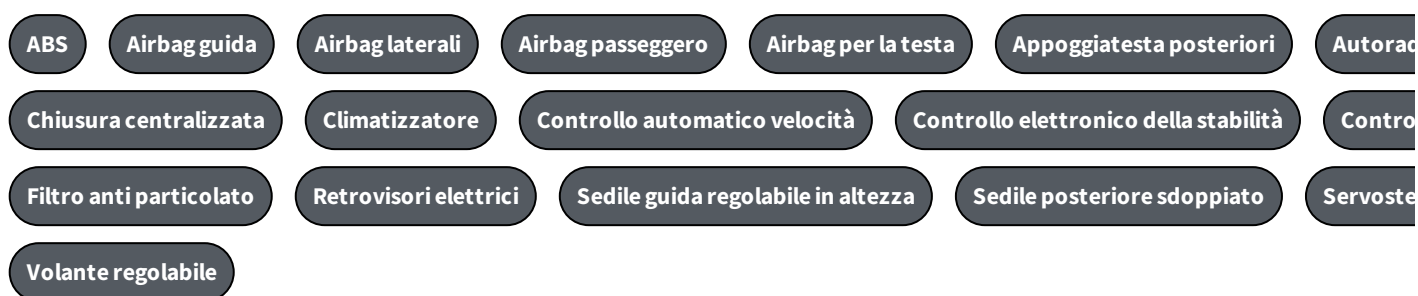 ABS Airbag guida Airbag laterali Airbag passeggero Airbag per la testa Appoggiatesta posteriori
Chiusura centralizzata Climatizzatore Controllo automatico velocità Controllo elettronico della stabilità
Filtro anti particolato Retrovisori elettrici Sedile guida regolabile in altezza Sedile posteriore sdoppiato
Volante regolabile